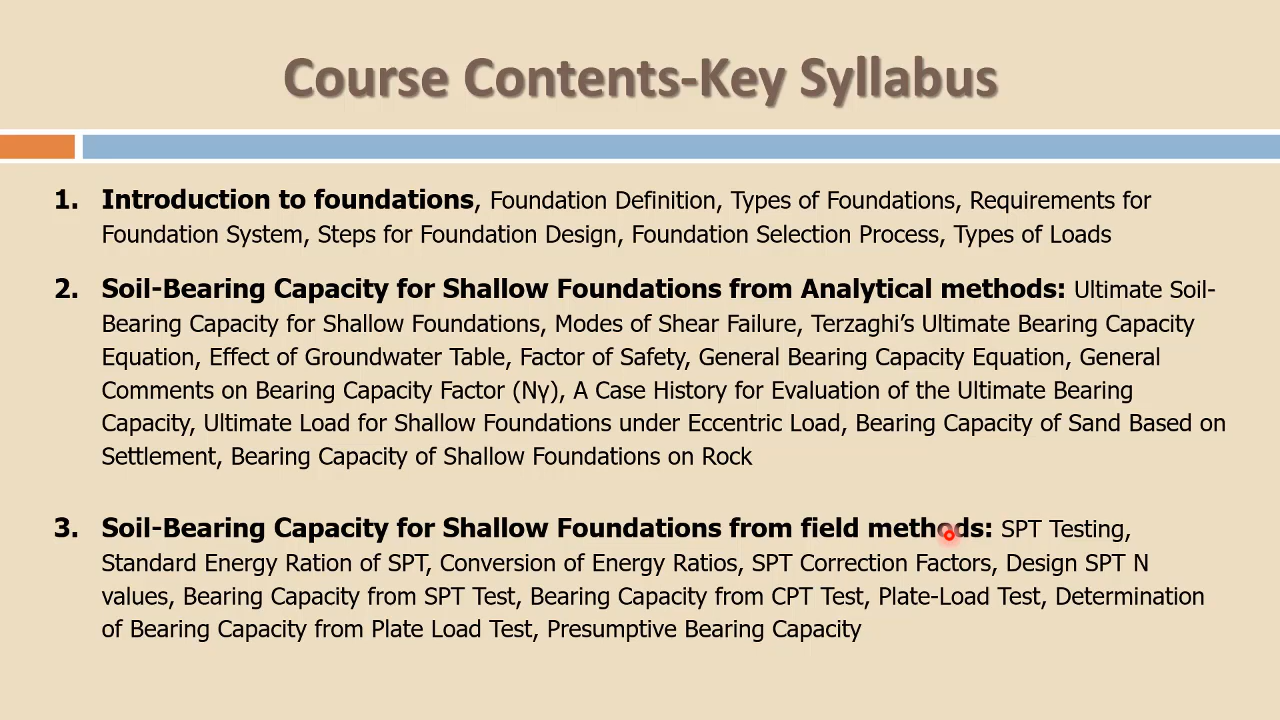 Course Contents-Key Syllabus
1. Introduction to foundations, Foundation Definition, Types of Foundations, Requirements for
Foundation System, Steps for Foundation Design, Foundation Selection Process, Types of Loads
2. Soil-Bearing Capacity for Shallow Foundations from Analytical methods: Ultimate Soil-
Bearing Capacity for Shallow Foundations, Modes of Shear Failure, Terzaghi’s Ultimate Bearing Capacity
Equation, Effect of Groundwater Table, Factor of Safety, General Bearing Capacity Equation, General
Comments on Bearing Capacity Factor (Nγ), A Case History for Evaluation of the Ultimate Bearing
Capacity, Ultimate Load for Shallow Foundations under Eccentric Load, Bearing Capacity of Sand Based on
Settlement, Bearing Capacity of Shallow Foundations on Rock
3. Soil-Bearing Capacity for Shallow Foundations from field methods: SPT Testing,
Standard Energy Ration of SPT, Conversion of Energy Ratios, SPT Correction Factors, Design SPT N
values, Bearing Capacity from SPT Test, Bearing Capacity from CPT Test, Plate-Load Test, Determination
of Bearing Capacity from Plate Load Test, Presumptive Bearing Capacity